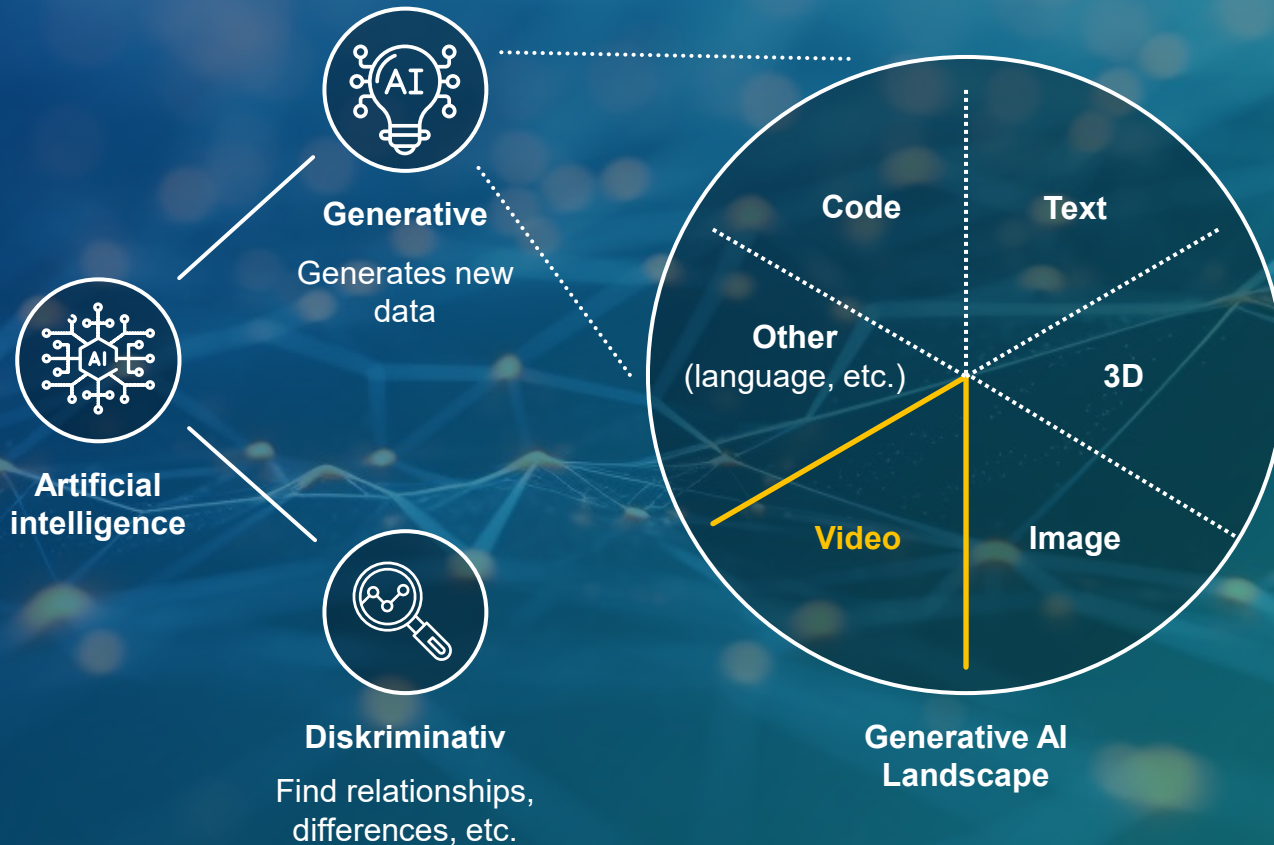 AI
Generative
Generates new
data
AI
Artificial
intelligence
Diskriminativ
Find relationships,
differences, etc.
Code
Text
Other
(language, etc.)
3D
Video
Image
Generative AI
Landscape